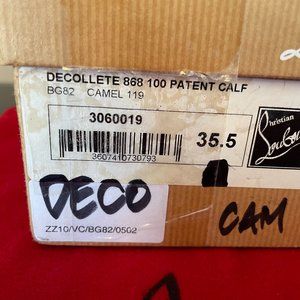 DECOLLETE 868 100 PATENT CALF
BG82 CAMEL 119
3060019
35.5
3607410730793
Christian
DECO
CAM
ZZ10/VC/BG82/0502